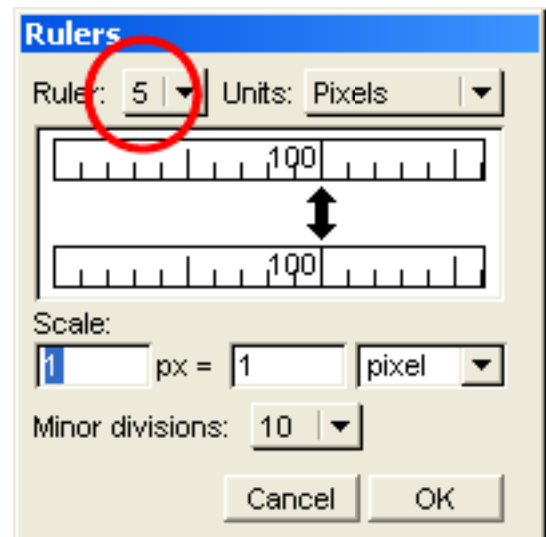 Rulers
Ruler: 5 Units: Pixels
100
100
Scale:
1 px = 1 pixel
Minor divisions: 10
Cancel OK